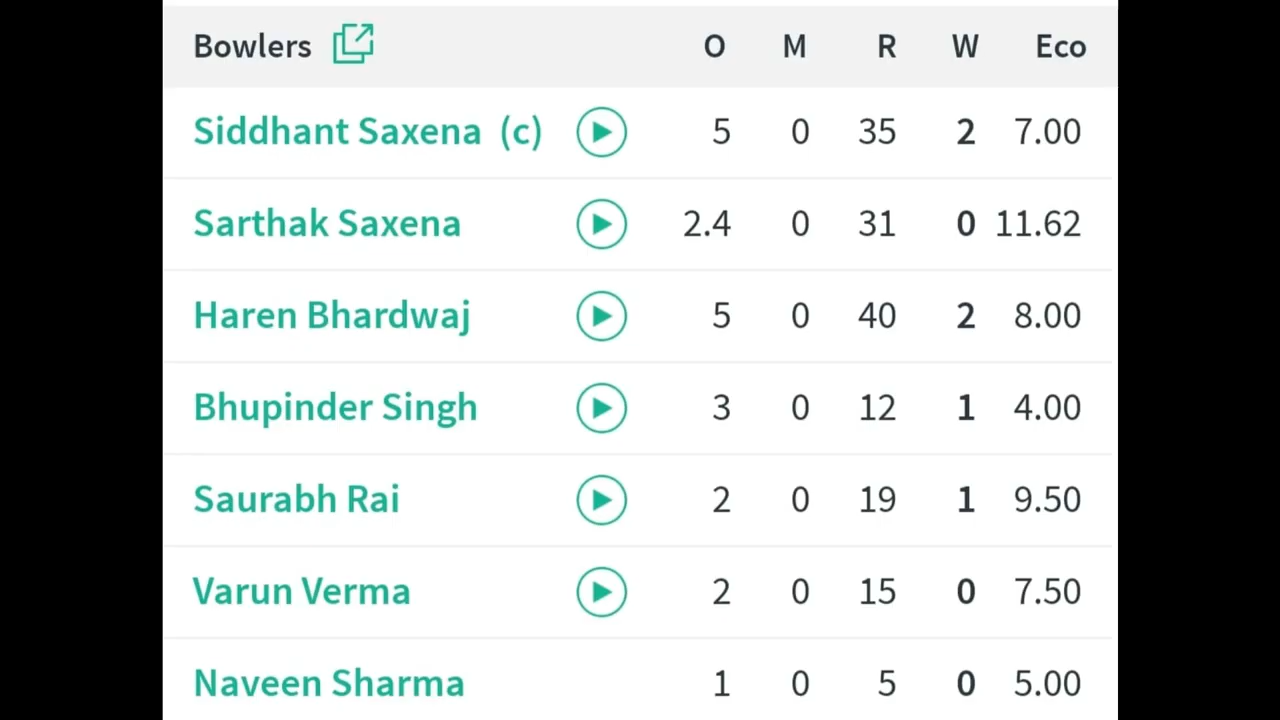 Bowlers O M R W Eco
Siddhant Saxena (c) 5 0 35 2 7.00
Sarthak Saxena 2.4 0 31 0 11.62
Haren Bhardwaj 5 0 40 2 8.00
Bhupinder Singh 3 0 12 1 4.00
Saurabh Rai 2 0 19 1 9.50
Varun Verma 2 0 15 0 7.50
Naveen Sharma 1 0 5 0 5.00